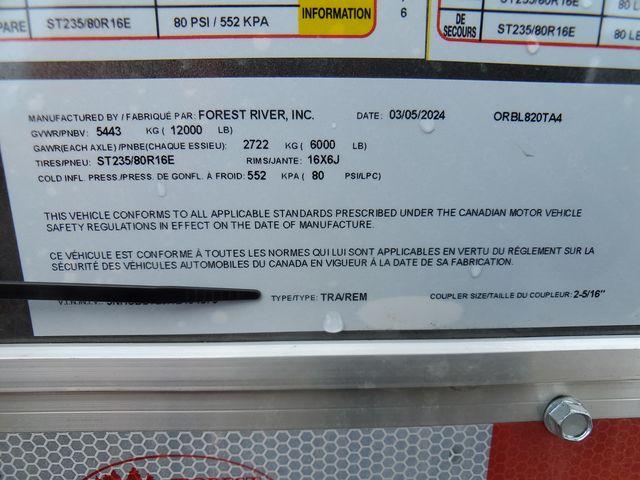 PARE ST235/80R16E 80 PSI / 552 KPA INFORMATION 6
DE SECOURS ST235/80R16E 80 L
MANUFACTURED BY / FABRIQUÉ PAR: FOREST RIVER, INC. DATE: 03/05/2024 ORBL820TA4
GVWR/PNBV: 5443 KG ( 12000 LB)
GAWR(EACH AXLE) /PNBE(CHAQUE ESSIEU): 2722 KG ( 6000 LB)
TIRES/PNEU: ST235/80R16E RIMS/JANTE: 16X6J
COLD INFL. PRESS./PRESS. DE GONFL. A FROID: 552 KPA ( 80 PSI/LPC)
THIS VEHICLE CONFORMS TO ALL APPLICABLE STANDARDS PRESCRIBED UNDER THE CANADIAN MOTOR VEHICLE
SAFETY REGULATIONS IN EFFECT ON THE DATE OF MANUFACTURE.
CE VÉHICULE EST CONFORME À TOUTES LES NORMES QUI LUI SONT APPLICABLES EN VERTU DU RÉGLEMENT SUR LA
SÉCURITÉ DES VÉHICULES AUTOMOBILES DU CANADA EN VIGUEUR À LA DATE DE SA FABRICATION.
V.I.N./N.I.V.: TYPE/TYPE: TRA/REM COUPLER SIZE/TAILLE DU COUPLEUR: 2-5/16"